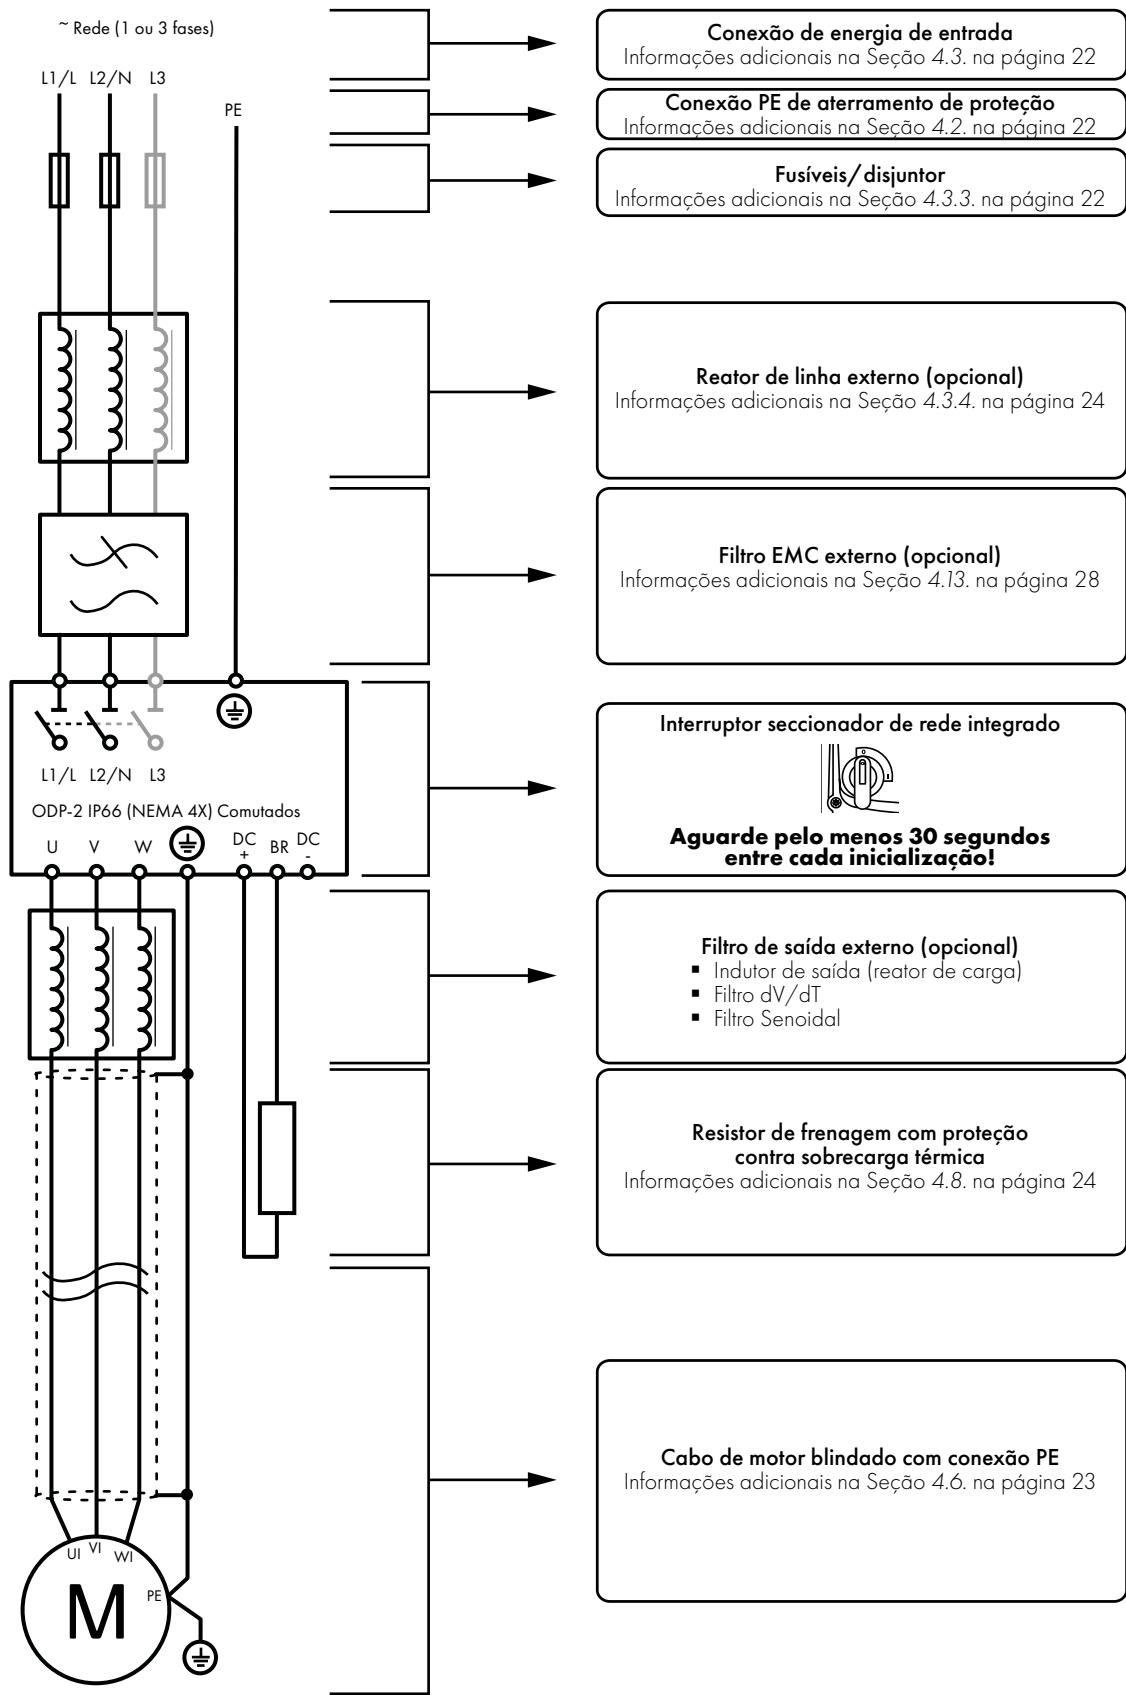 ~ Rede (1 ou 3 fases)
L1/L L2/N L3
PE
Conexão de energia de entrada
Informações adicionais na Seção 4.3. na página 22
Conexão PE de aterramento de proteção
Informações adicionais na Seção 4.2. na página 22
Fusíveis/disjuntor
Informações adicionais na Seção 4.3.3. na página 22
Reator de linha externo (opcional)
Informações adicionais na Seção 4.3.4. na página 24
Filtro EMC externo (opcional)
Informações adicionais na Seção 4.13. na página 28
L1/L L2/N L3
ODP-2 IP66 (NEMA 4X) Comutados
U V W DC + BR DC -
Interruptor seccionador de rede integrado
Aguarde pelo menos 30 segundos
entre cada inicialização!
Filtro de saída externo (opcional)
▪ Indutor de saída (reator de carga)
▪ Filtro dV/dT
▪ Filtro Senoidal
Resistor de frenagem com proteção
contra sobrecarga térmica
Informações adicionais na Seção 4.8. na página 24
Cabo de motor blindado com conexão PE
Informações adicionais na Seção 4.6. na página 23
UI VI WI
PE
M